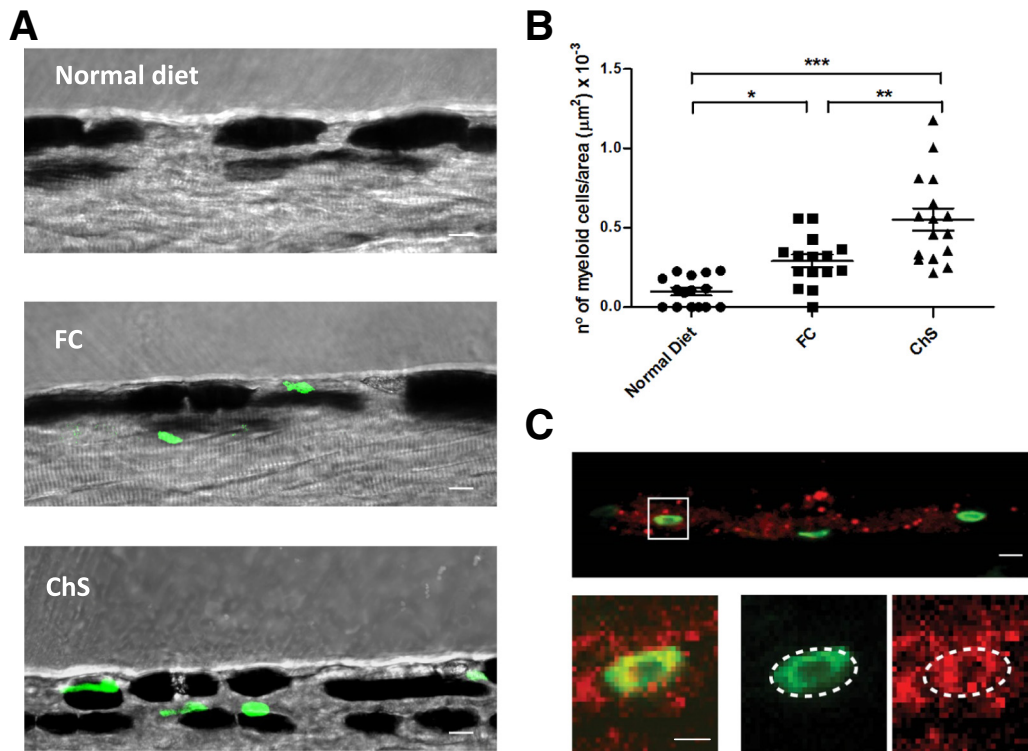 A
Normal diet
FC
ChS
B
nº of myeloid cells/area (µm²) x 10⁻³
1.5
1.0
0.5
0.0
***
*
**
Normal Diet
FC
ChS
C